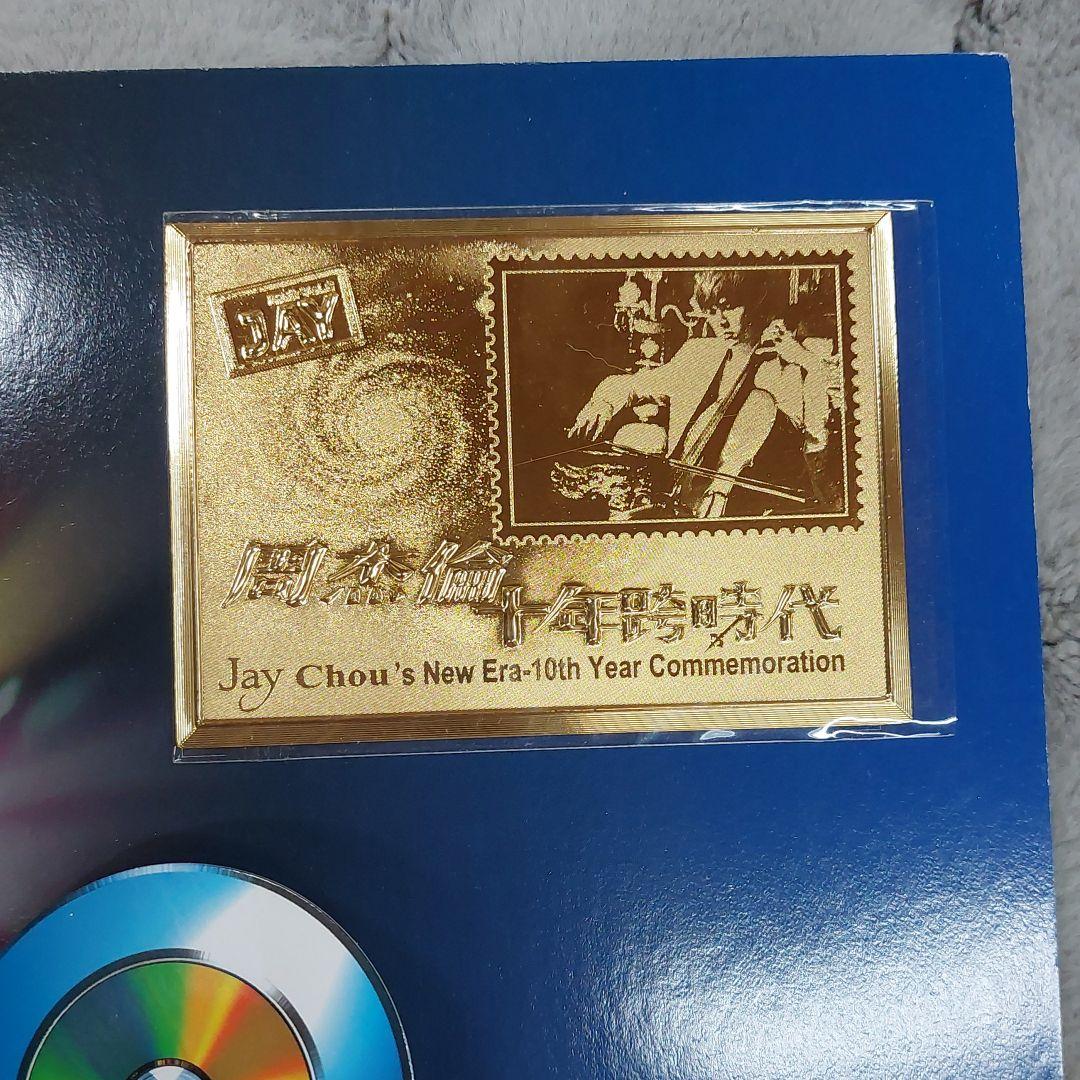 JAY
周杰倫
十年跨時代
Jay Chou's New Era-10th Year Commemoration